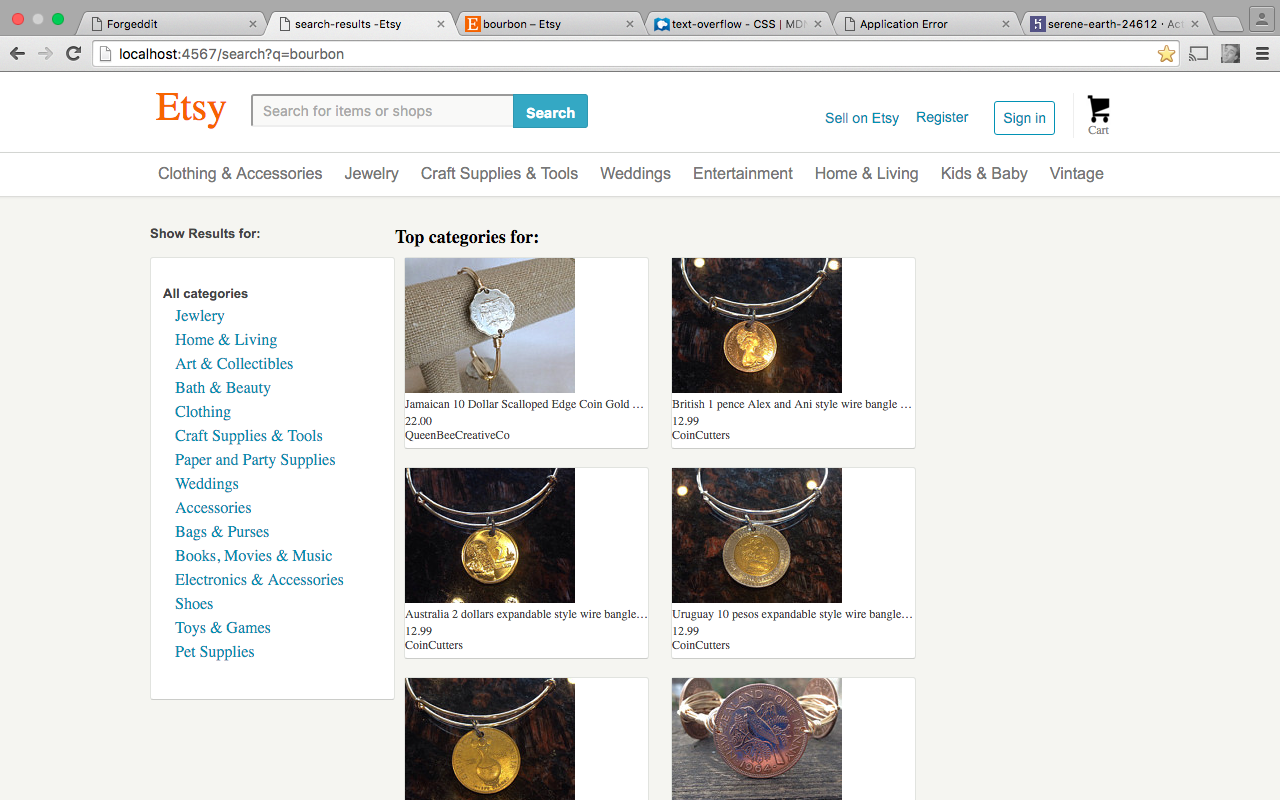 Forgeddit
search-results -Etsy
bourbon – Etsy
text-overflow - CSS | MDN
Application Error
serene-earth-24612 · Act
localhost:4567/search?q=bourbon
Etsy
Search for items or shops
Search
Sell on Etsy
Register
Sign in
Cart
Clothing & Accessories
Jewelry
Craft Supplies & Tools
Weddings
Entertainment
Home & Living
Kids & Baby
Vintage
Show Results for:
All categories
Jewlery
Home & Living
Art & Collectibles
Bath & Beauty
Clothing
Craft Supplies & Tools
Paper and Party Supplies
Weddings
Accessories
Bags & Purses
Books, Movies & Music
Electronics & Accessories
Shoes
Toys & Games
Pet Supplies
Top categories for:
Jamaican 10 Dollar Scalloped Edge Coin Gold …
22.00
QueenBeeCreativeCo
British 1 pence Alex and Ani style wire bangle …
12.99
CoinCutters
Australia 2 dollars expandable style wire bangle…
12.99
CoinCutters
Uruguay 10 pesos expandable style wire bangle…
12.99
CoinCutters